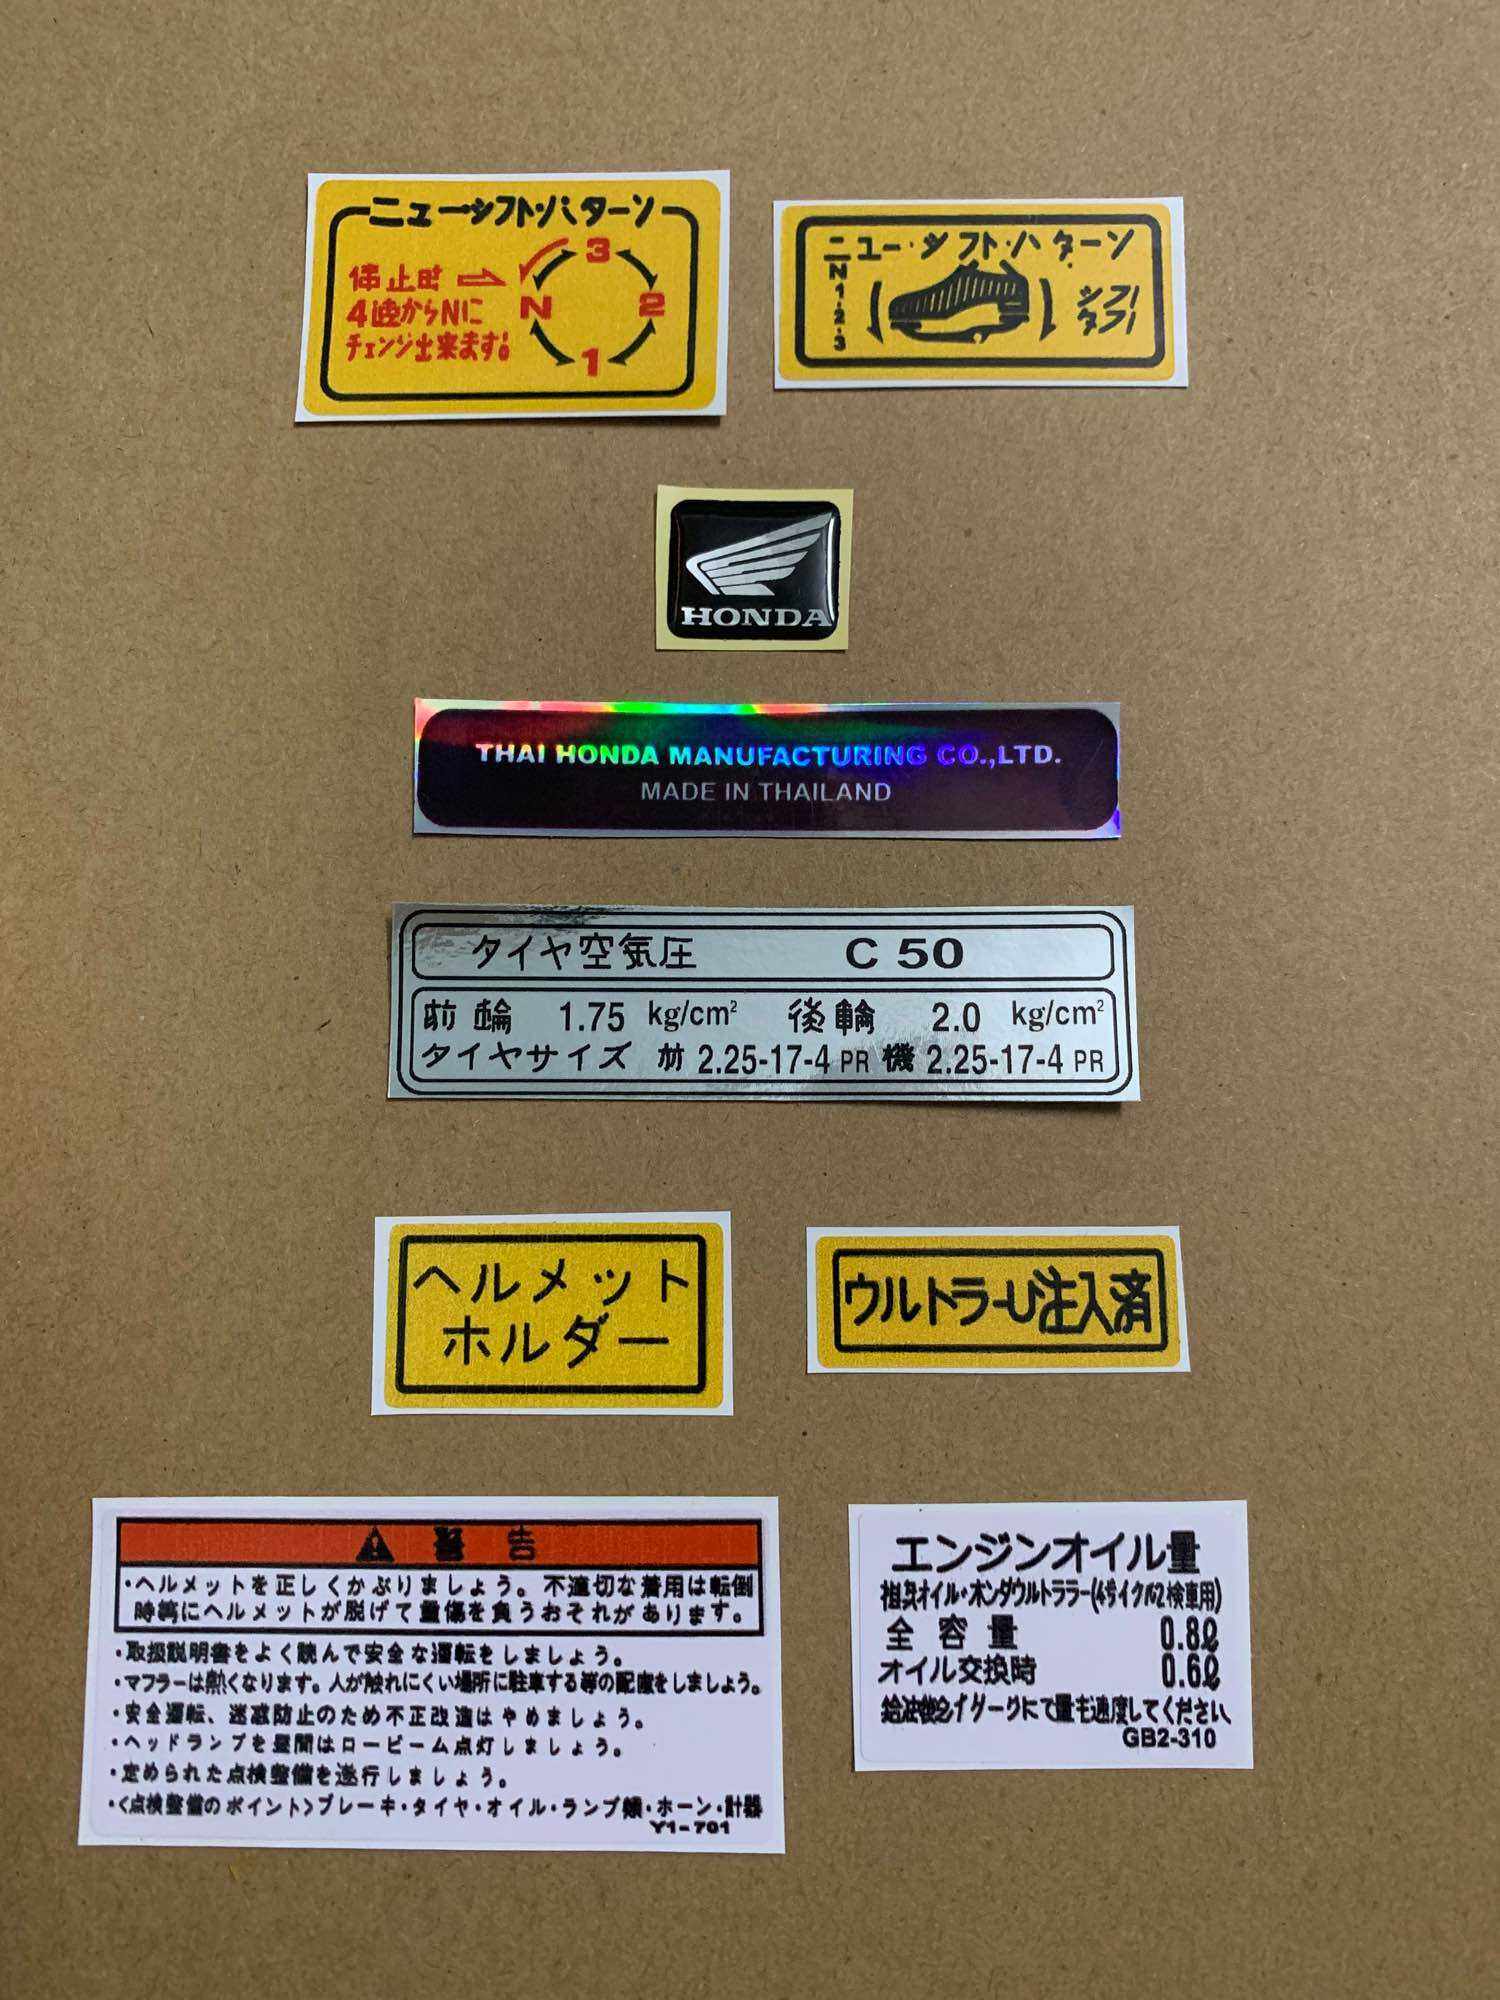 ニューシフト・パターン
停止時
4速からNに
チェンジ出来ます。
3
N 2
1
ニュー・シフト・パターン
N
1
2
3
HONDA
THAI HONDA MANUFACTURING CO.,LTD.
MADE IN THAILAND
タイヤ空気圧 C 50
前輪 1.75 kg/cm² 後輪 2.0 kg/cm²
タイヤサイズ 前 2.25-17-4 PR 機 2.25-17-4 PR
ヘルメット
ホルダー
ウルトラーU注入済
警告
・ヘルメットを正しくかぶりましょう。不適切な着用は転倒
時等にヘルメットが脱げて重傷を負うおそれがあります。
・取扱説明書をよく読んで安全な運転をしましょう。
・マフラーは熱くなります。人が触れにくい場所に駐車する等の配慮をしましょう。
・安全運転、迷惑防止のため不正改造はやめましょう。
・ヘッドランプを昼間はロービーム点灯しましょう。
・定められた点検整備を遂行しましょう。
・<点検整備のポイント>ブレーキ・タイヤ・オイル・ランプ類・ホーン・計器
Y1-701
エンジンオイル量
オイル・ホンダウルトラ
全容量 0.8ℓ
オイル交換時 0.6ℓ
してください
GB2-310